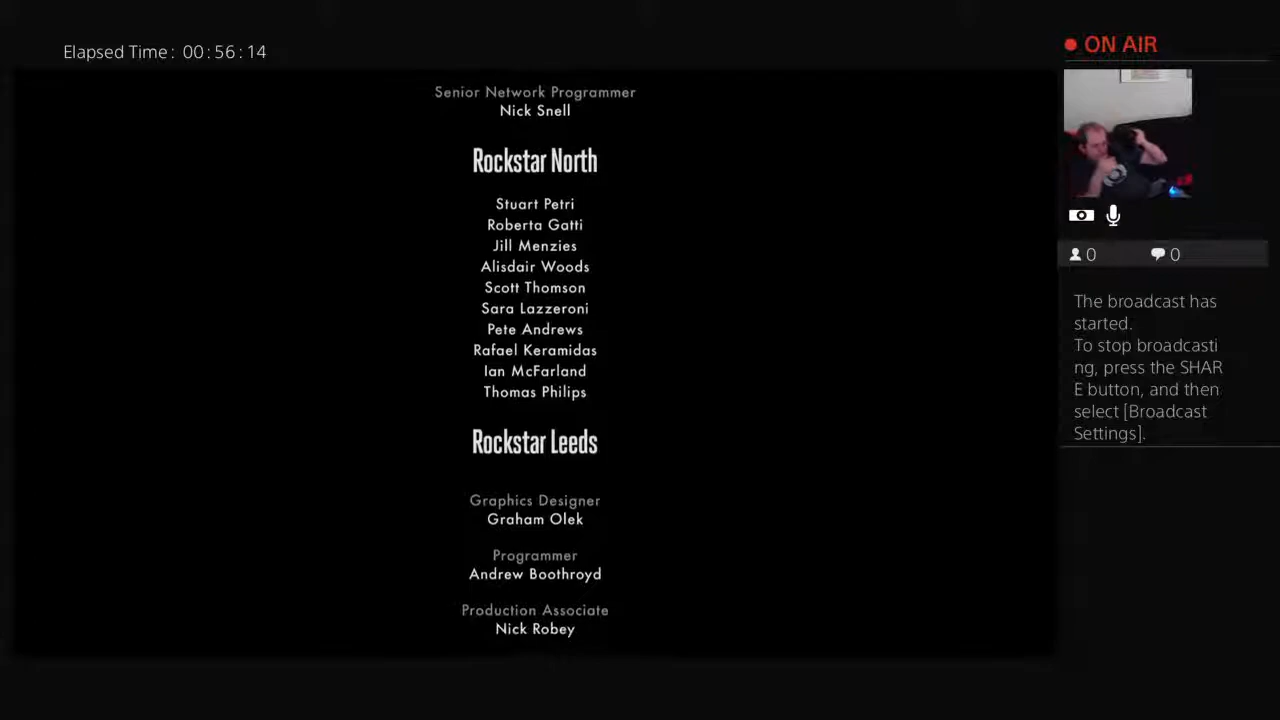 Elapsed Time: 00:56:14
ON AIR
Senior Network Programmer
Nick Snell
Rockstar North
Stuart Petri
Roberta Gatti
Jill Menzies
Alisdair Woods
Scott Thomson
Sara Lazzeroni
Pete Andrews
Rafael Keramidas
Ian McFarland
Thomas Philips
Rockstar Leeds
Graphics Designer
Graham Olek
Programmer
Andrew Boothroyd
Production Associate
Nick Robey
0
0
The broadcast has
started.
To stop broadcasti
ng, press the SHAR
E button, and then
select [Broadcast
Settings].